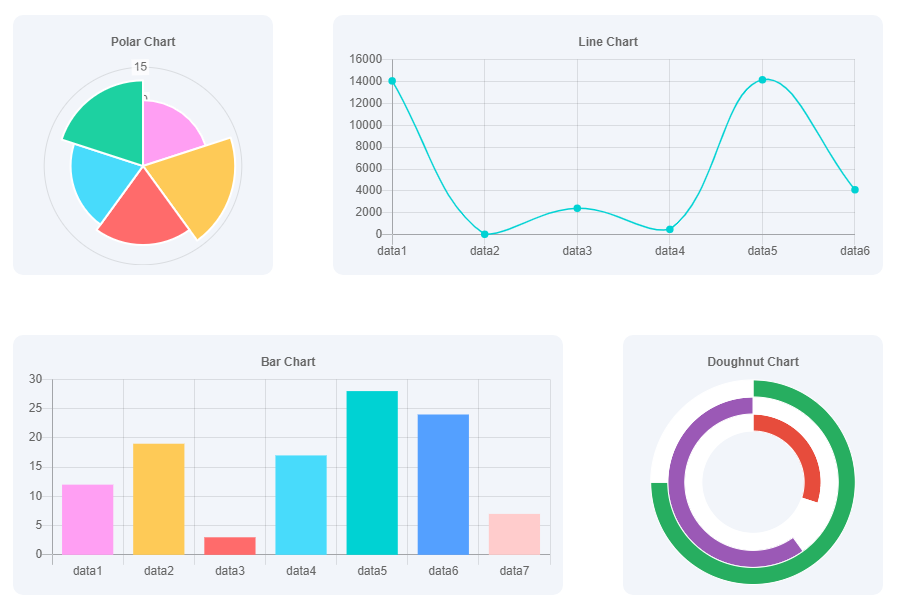 Polar Chart
15
Line Chart
16000
14000
12000
10000
8000
6000
4000
2000
0
data1 data2 data3 data4 data5 data6
Bar Chart
30
25
20
15
10
5
0
data1 data2 data3 data4 data5 data6 data7
Doughnut Chart